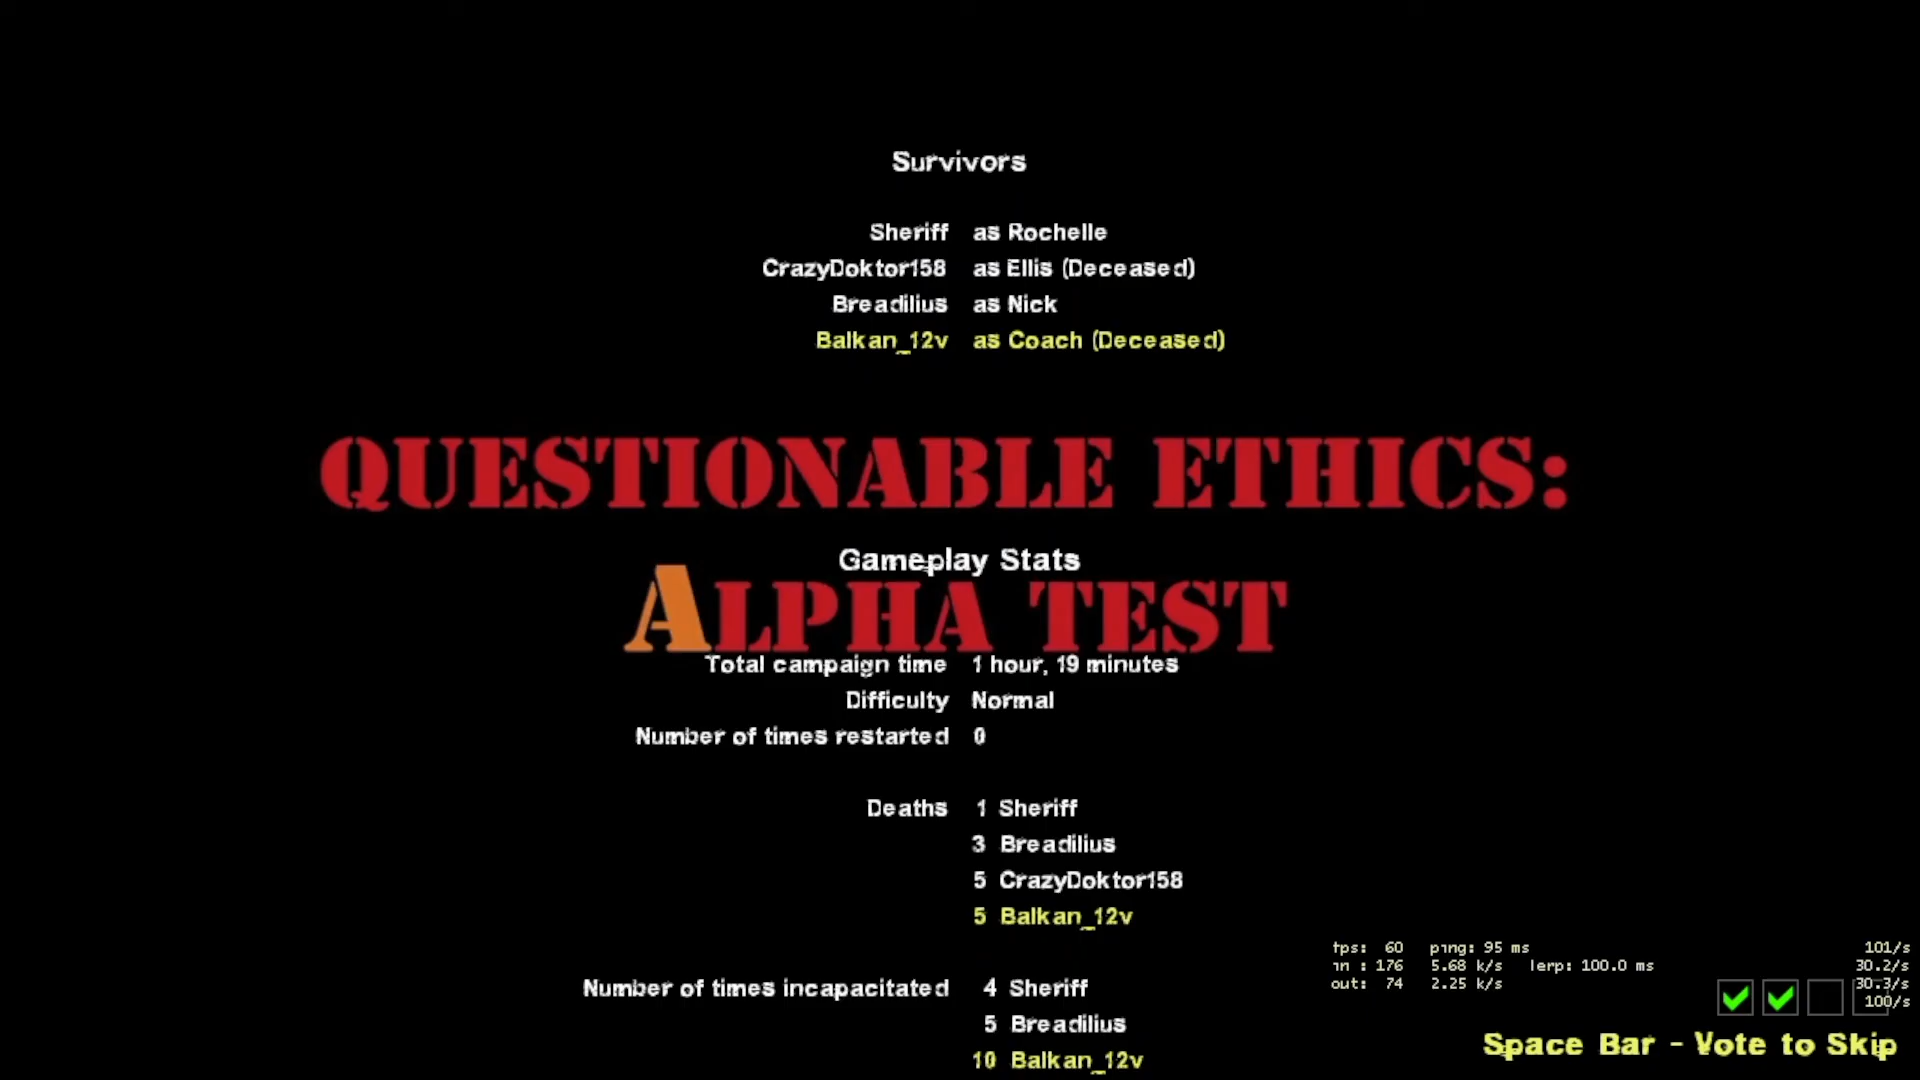 Survivors
Sheriff as Rochelle
CrazyDoktor158 as Ellis (Deceased)
Breadilius as Nick
Balkan_12v as Coach (Deceased)
QUESTIONABLE ETHICS:
Gameplay Stats
ALPHA TEST
Total campaign time 1 hour, 19 minutes
Difficulty Normal
Number of times restarted 0
Deaths 1 Sheriff
3 Breadilius
5 CrazyDoktor158
5 Balkan_12v
fps: 60 ping: 95 ms 101/s
in : 176 5.68 k/s lerp: 100.0 ms 30.2/s
out: 74 2.25 k/s 30.3/s
100/s
Number of times incapacitated 4 Sheriff
5 Breadilius
10 Balkan_12v
Space Bar - Vote to Skip